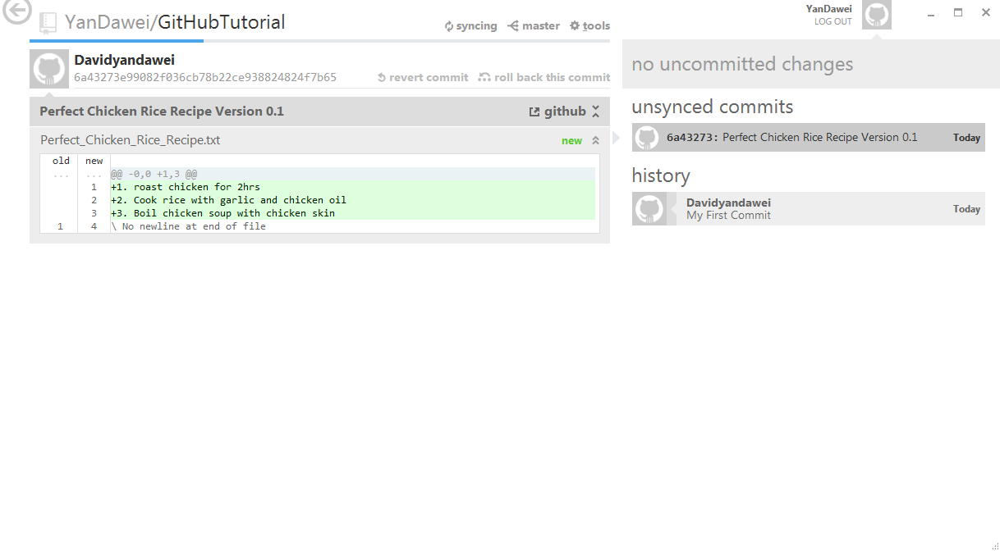 YanDawei/GitHubTutorial
syncing master tools
YanDawei
LOG OUT
Davidyandawei
6a43273e99082f036cb78b22ce938824824f7b65 revert commit roll back this commit
Perfect Chicken Rice Recipe Version 0.1 github
Perfect_Chicken_Rice_Recipe.txt new
old new
... ... @@ -0,0 +1,3 @@
1 +1. roast chicken for 2hrs
2 +2. Cook rice with garlic and chicken oil
3 +3. Boil chicken soup with chicken skin
1 4 \ No newline at end of file
no uncommitted changes
unsynced commits
6a43273: Perfect Chicken Rice Recipe Version 0.1 Today
history
Davidyandawei
My First Commit Today